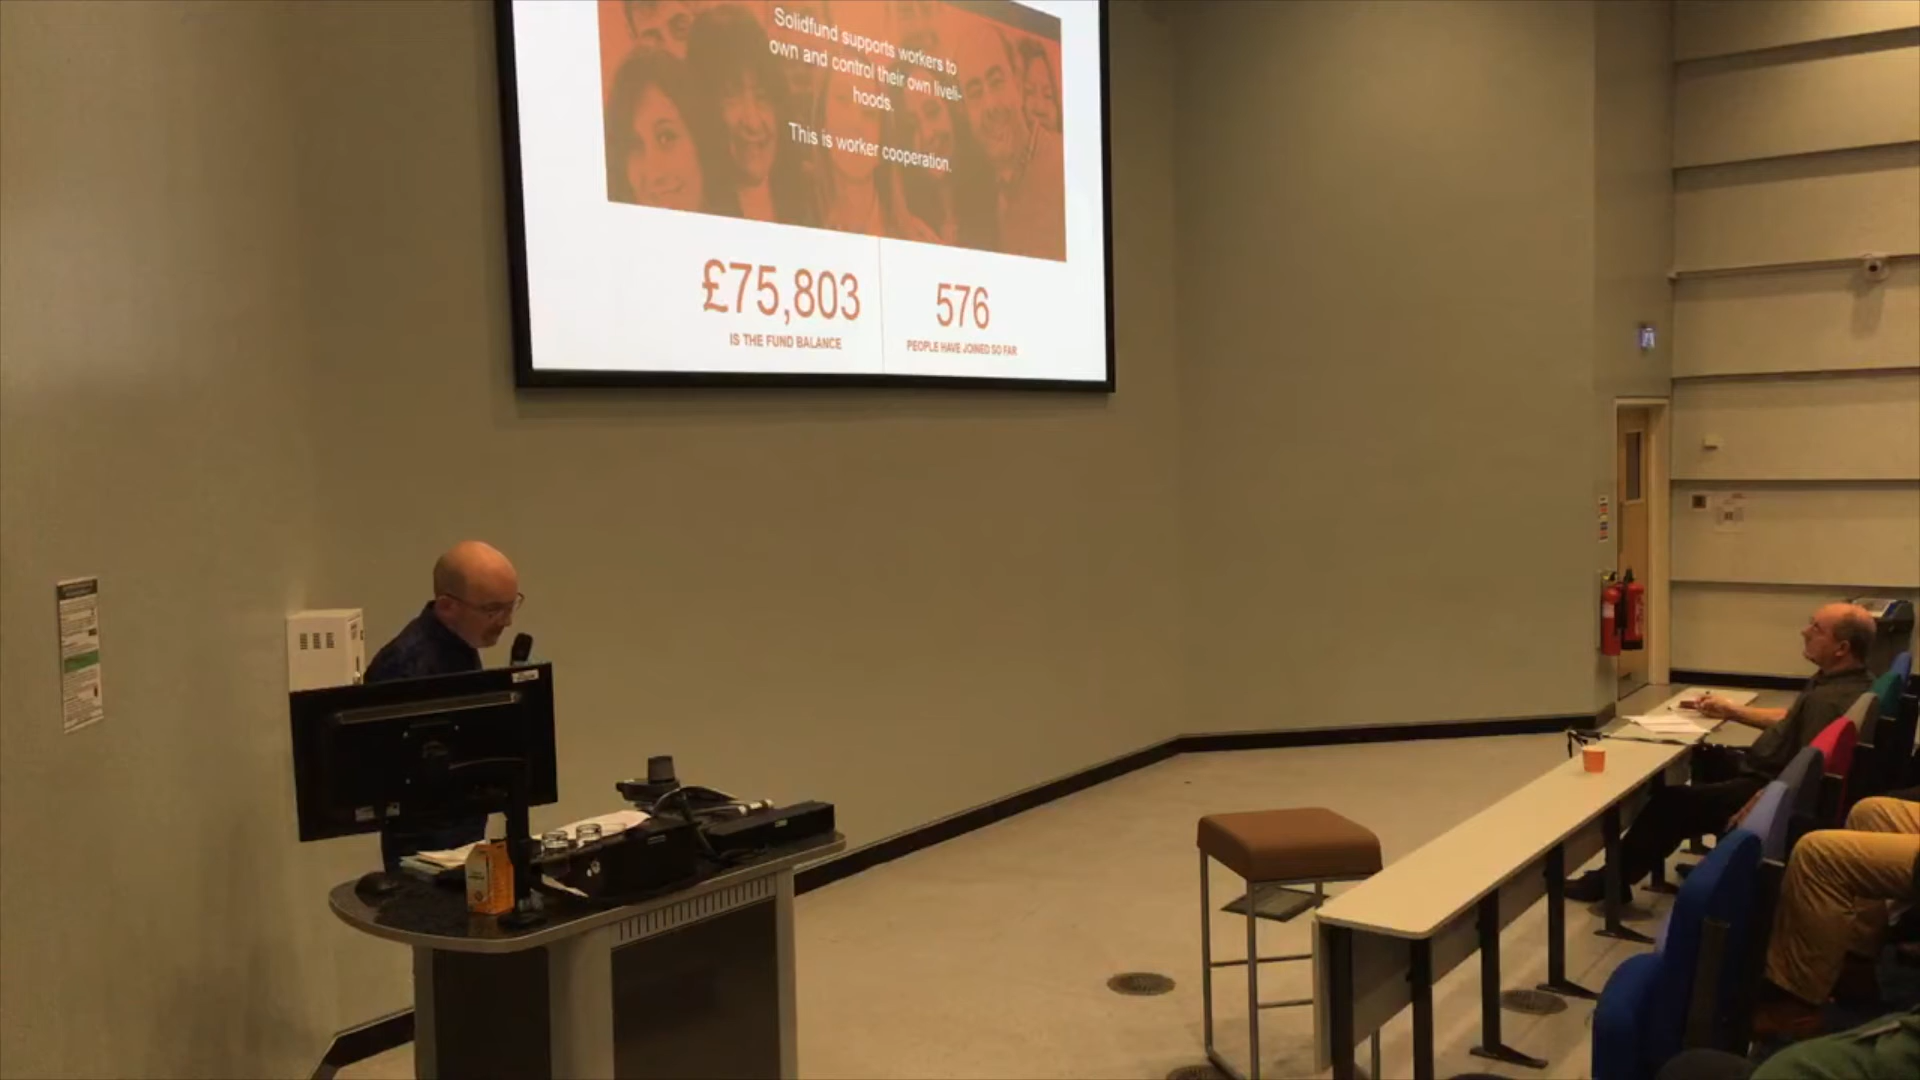 Solidfund supports workers to
own and control their own liveli-
hoods.
This is worker cooperation.
£75,803
IS THE FUND BALANCE
576
PEOPLE HAVE JOINED SO FAR